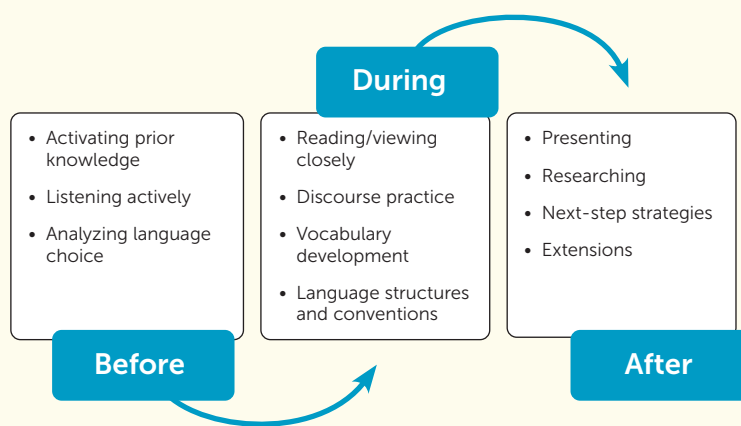 Before
• Activating prior
knowledge
• Listening actively
• Analyzing language
choice
During
• Reading/viewing
closely
• Discourse practice
• Vocabulary
development
• Language structures
and conventions
After
• Presenting
• Researching
• Next-step strategies
• Extensions